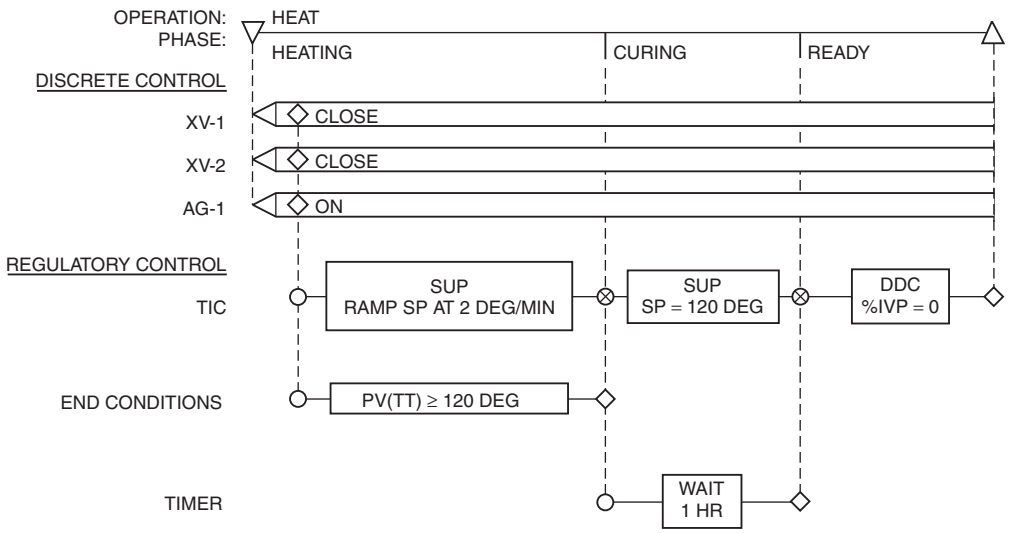 OPERATION: HEAT
PHASE: HEATING CURING READY
DISCRETE CONTROL
XV-1 CLOSE
XV-2 CLOSE
AG-1 ON
REGULATORY CONTROL
TIC
SUP
RAMP SP AT 2 DEG/MIN
SUP
SP = 120 DEG
DDC
%IVP = 0
END CONDITIONS PV(TT) ≥ 120 DEG
TIMER
WAIT
1 HR